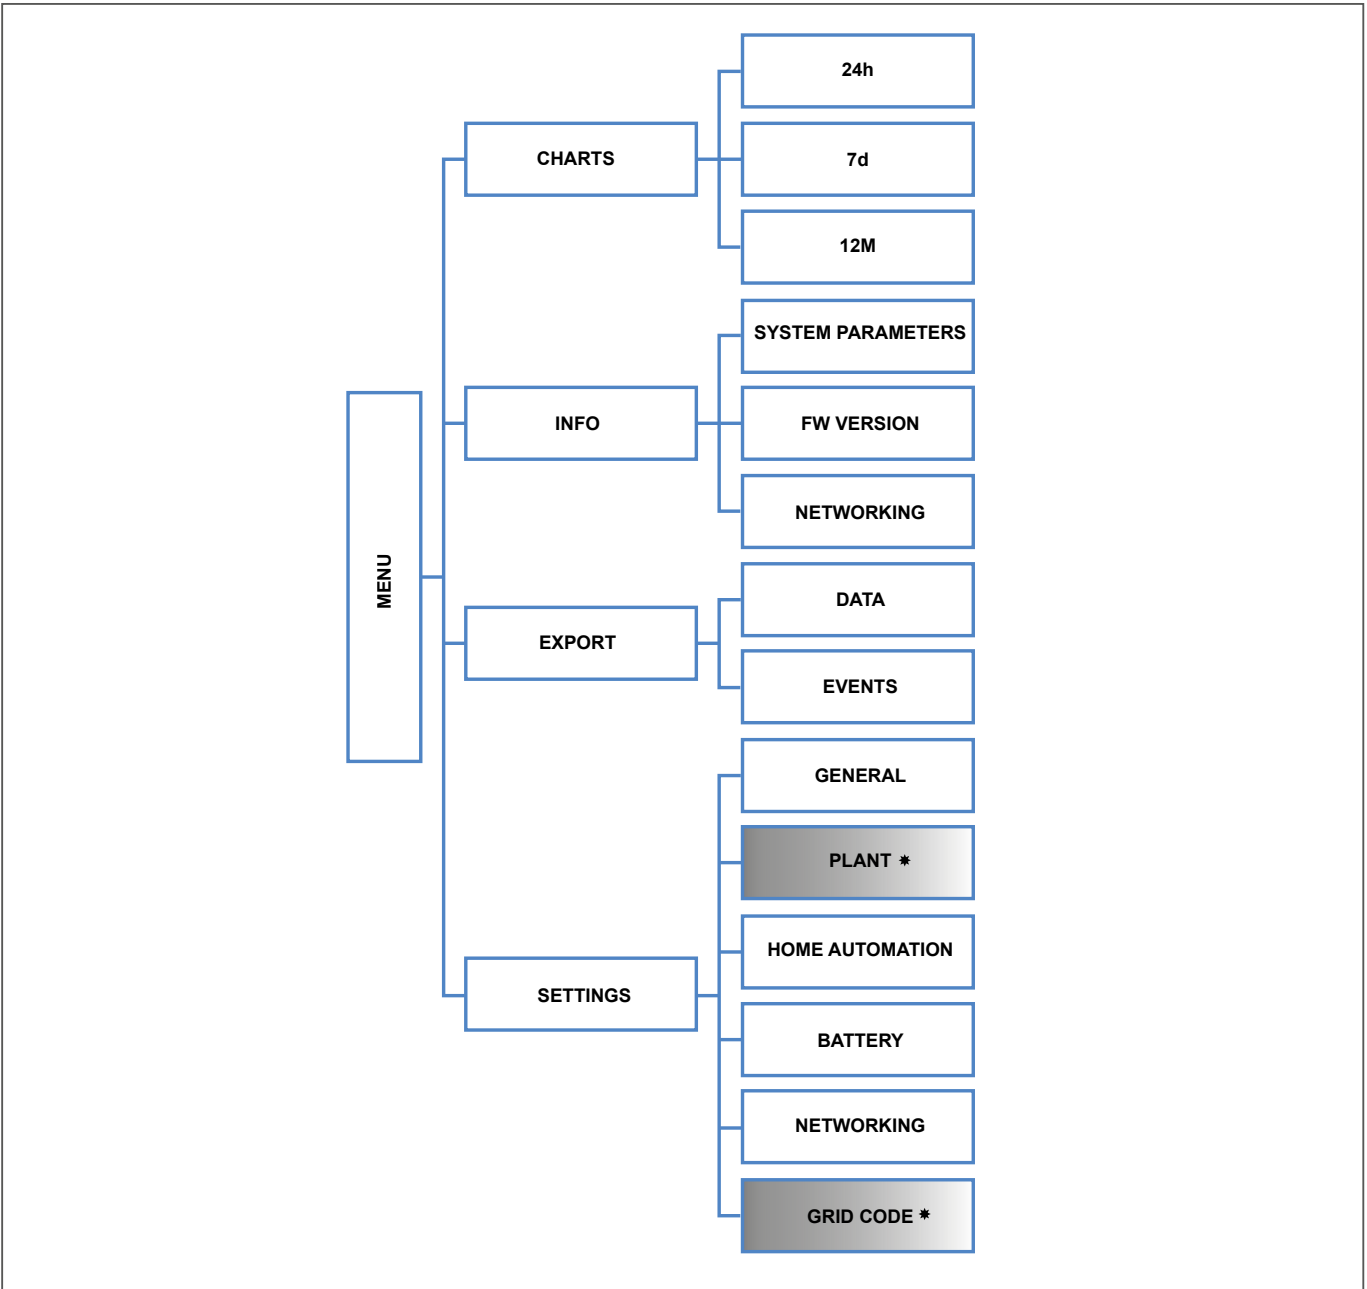 MENU
CHARTS
24h
7d
12M
INFO
SYSTEM PARAMETERS
FW VERSION
NETWORKING
EXPORT
DATA
EVENTS
SETTINGS
GENERAL
PLANT *
HOME AUTOMATION
BATTERY
NETWORKING
GRID CODE *